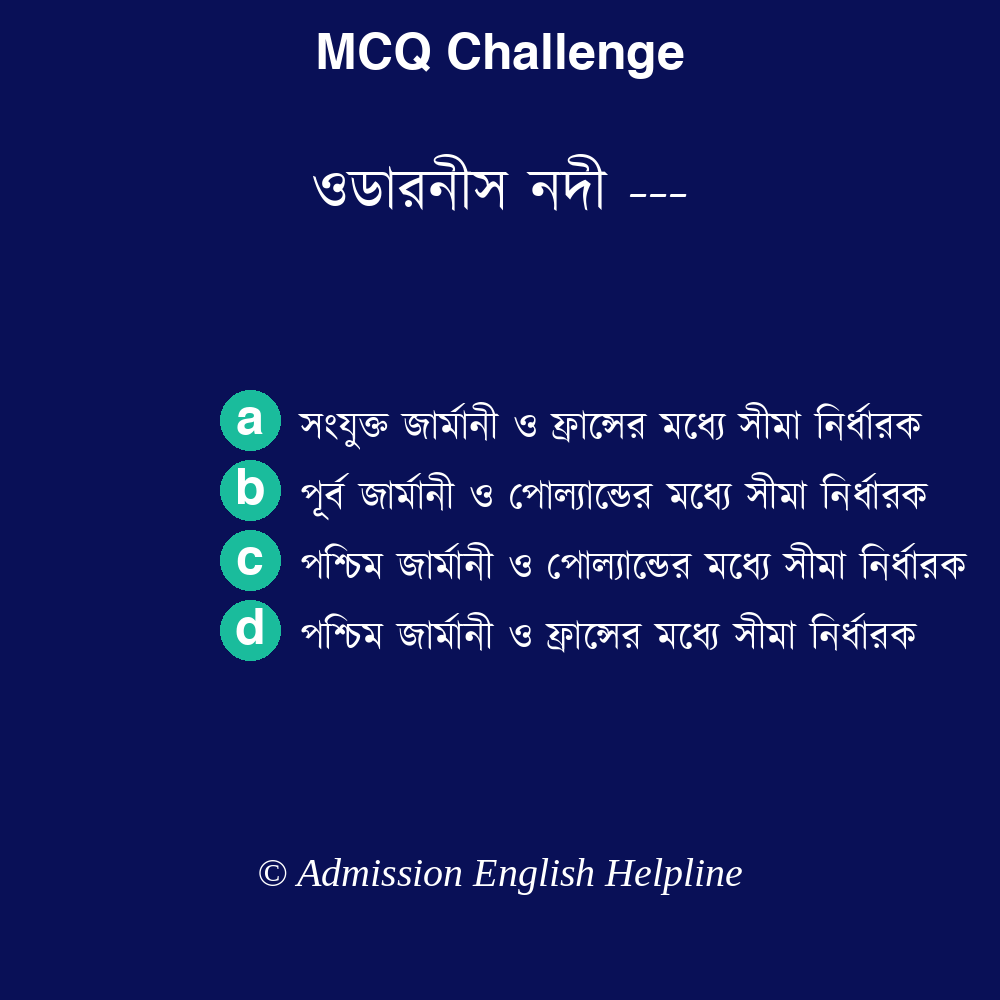 MCQ Challenge
ওডারনীস নদী ---
a সংযুক্ত জার্মানী ও ফ্রান্সের মধ্যে সীমা নির্ধারক
b পূর্ব জার্মানী ও পোল্যান্ডের মধ্যে সীমা নির্ধারক
c পশ্চিম জার্মানী ও পোল্যান্ডের মধ্যে সীমা নির্ধারক
d পশ্চিম জার্মানী ও ফ্রান্সের মধ্যে সীমা নির্ধারক
© Admission English Helpline